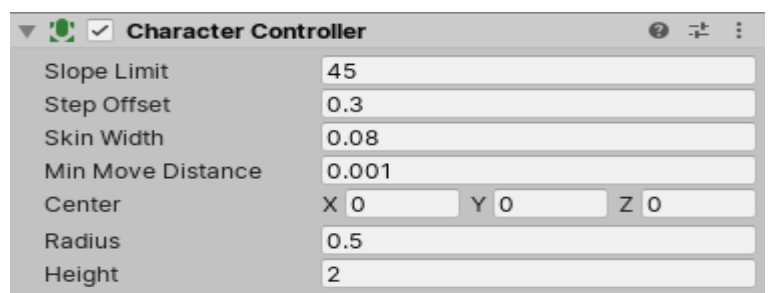 Character Controller
Slope Limit 45
Step Offset 0.3
Skin Width 0.08
Min Move Distance 0.001
Center X 0 Y 0 Z 0
Radius 0.5
Height 2